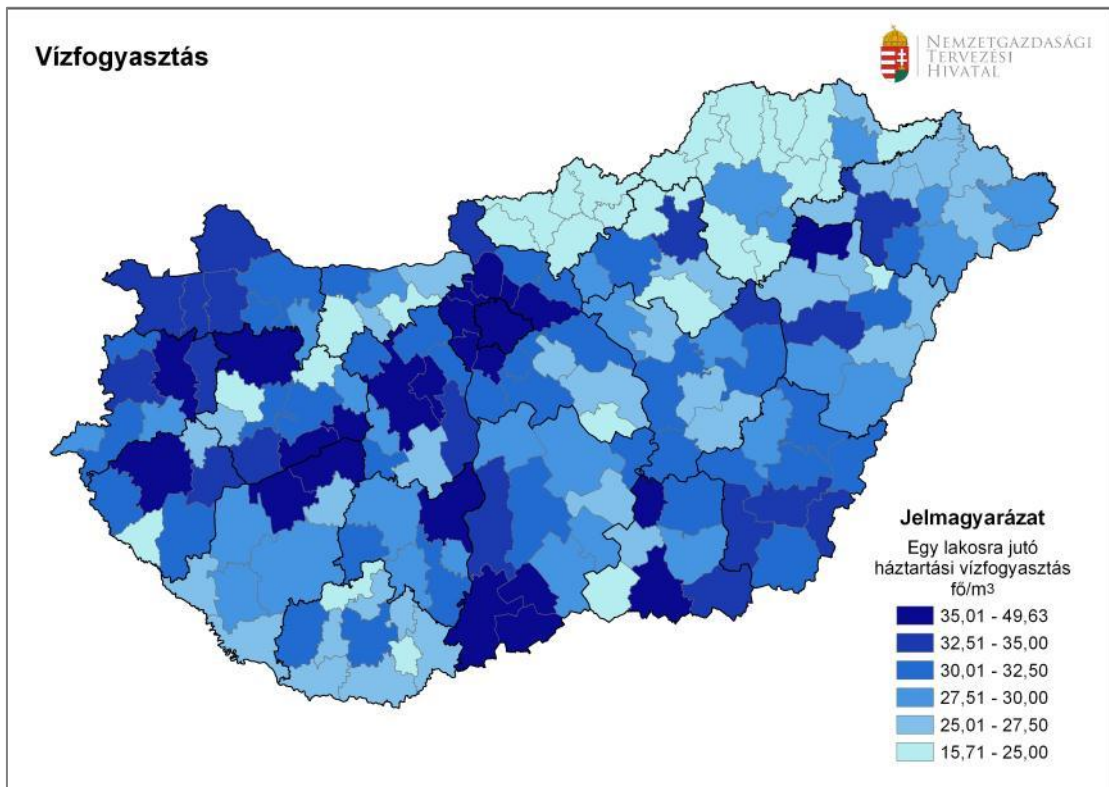 Vízfogyasztás
NEMZETGAZDASÁGI
TERVEZÉSI
HIVATAL
Jelmagyarázat
Egy lakosra jutó
háztartási vízfogyasztás
fő/m3
35,01 - 49,63
32,51 - 35,00
30,01 - 32,50
27,51 - 30,00
25,01 - 27,50
15,71 - 25,00